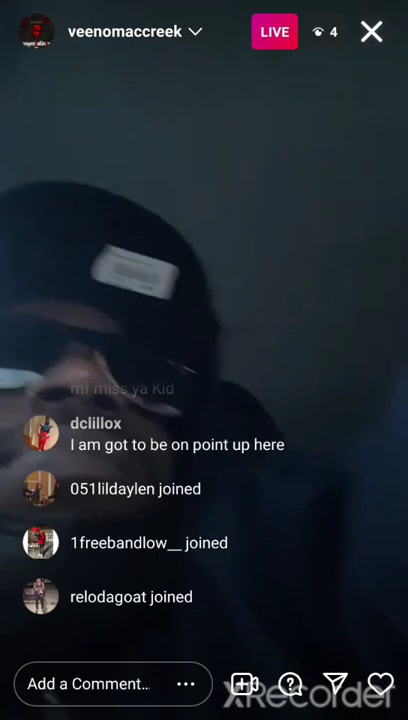 veenomaccreek
LIVE
4
mI miss ya Kid
dclillox
I am got to be on point up here
051lildaylen joined
1freebandlow__ joined
relodagoat joined
Add a Comment...
XRecorder